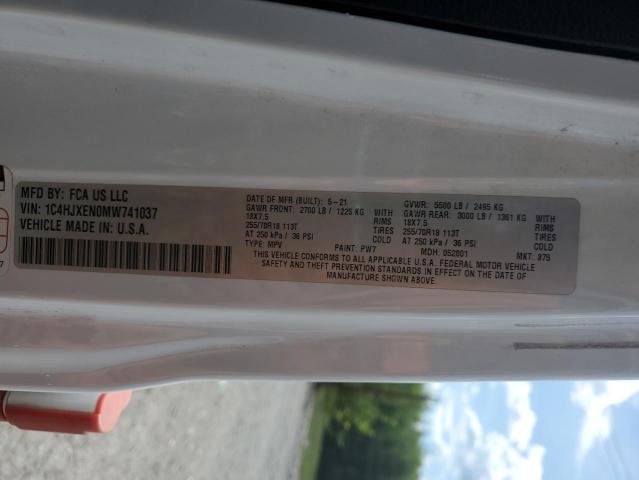 MFD BY: FCA US LLC
VIN: 1C4HJXEN0MW741037
VEHICLE MADE IN: U.S.A.
DATE OF MFR (BUILT): 5-21
GAWR FRONT: 2700 LB / 1225 KG
18X7.5 RIMS
255/70R18 113T TIRES
AT 250 kPa / 36 PSI
TYPE: MPV PAINT: PW7
GVWR: 5500 LB / 2495 KG
GAWR REAR: 3000 LB / 1361 KG
18X7.5 RIMS
255/70R18 113T TIRES
AT 250 kPa / 36 PSI
MDH: 052801 MKT: 975
THIS VEHICLE CONFORMS TO ALL APPLICABLE U.S.A. FEDERAL MOTOR VEHICLE
SAFETY AND THEFT PREVENTION STANDARDS IN EFFECT ON THE DATE OF
MANUFACTURE SHOWN ABOVE.